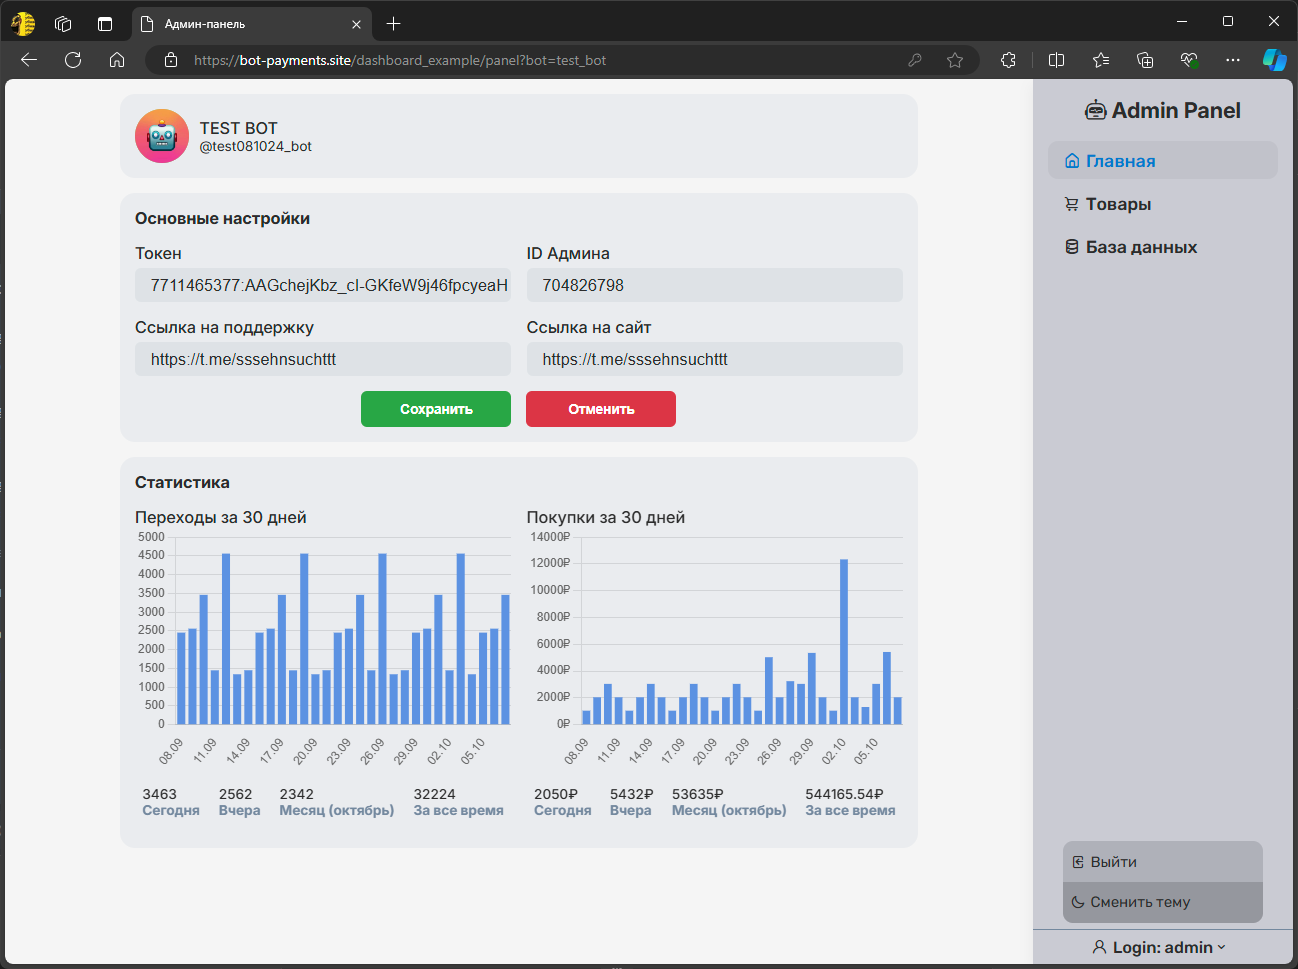 Админ-панель
https://bot-payments.site/dashboard_example/panel?bot=test_bot
TEST BOT
@test081024_bot
Основные настройки
Токен
ID Админа
7711465377:AAGchejKbz_cI-GKfeW9j46fpcyeaH
704826798
Ссылка на поддержку
Ссылка на сайт
https://t.me/sssehnsuchttt
https://t.me/sssehnsuchttt
Сохранить
Отменить
Статистика
Переходы за 30 дней
5000
4500
4000
3500
3000
2500
2000
1500
1000
500
0
08.09 11.09 14.09 17.09 20.09 23.09 26.09 29.09 02.10 05.10
3463 2562 2342 32224
Сегодня Вчера Месяц (октябрь) За все время
Покупки за 30 дней
14000₽
12000₽
10000₽
8000₽
6000₽
4000₽
2000₽
0₽
08.09 11.09 14.09 17.09 20.09 23.09 26.09 29.09 02.10 05.10
2050₽ 5432₽ 53635₽ 544165.54₽
Сегодня Вчера Месяц (октябрь) За все время
Admin Panel
Главная
Товары
База данных
Выйти
Сменить тему
Login: admin